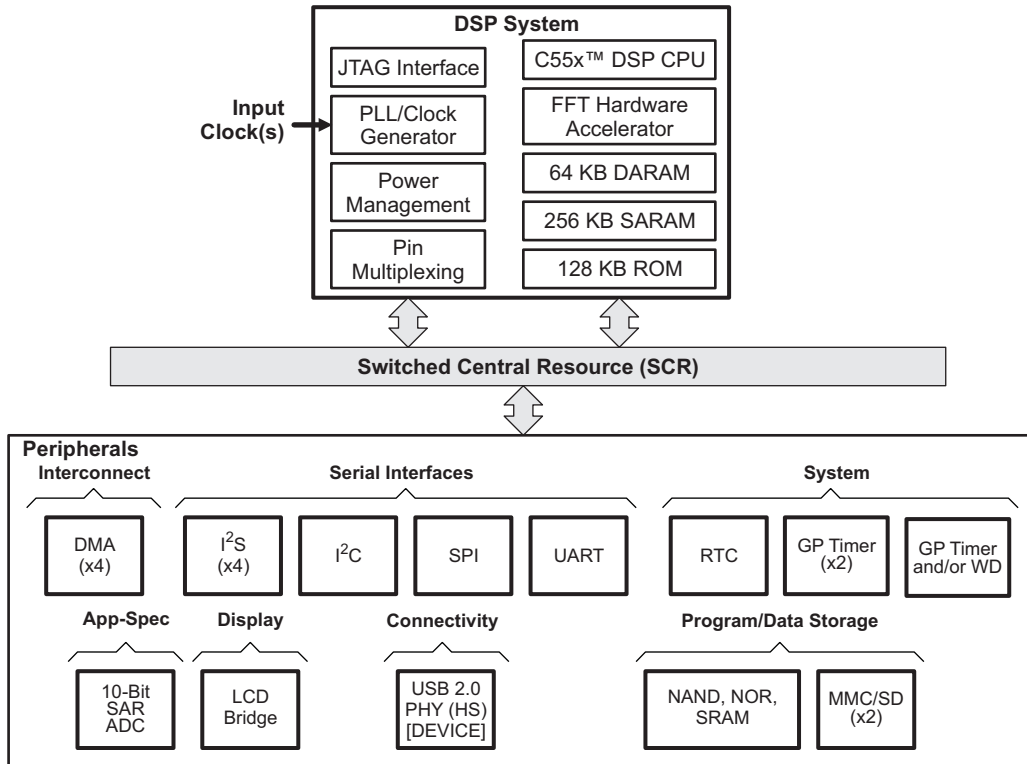 DSP System
JTAG Interface
C55x™ DSP CPU
Input
Clock(s)
PLL/Clock
Generator
FFT Hardware
Accelerator
Power
Management
64 KB DARAM
256 KB SARAM
Pin
Multiplexing
128 KB ROM
Switched Central Resource (SCR)
Peripherals
Interconnect
Serial Interfaces
System
DMA
(x4)
I²S
(x4)
I²C
SPI
UART
RTC
GP Timer
(x2)
GP Timer
and/or WD
App-Spec
Display
Connectivity
Program/Data Storage
10-Bit
SAR
ADC
LCD
Bridge
USB 2.0
PHY (HS)
[DEVICE]
NAND, NOR,
SRAM
MMC/SD
(x2)